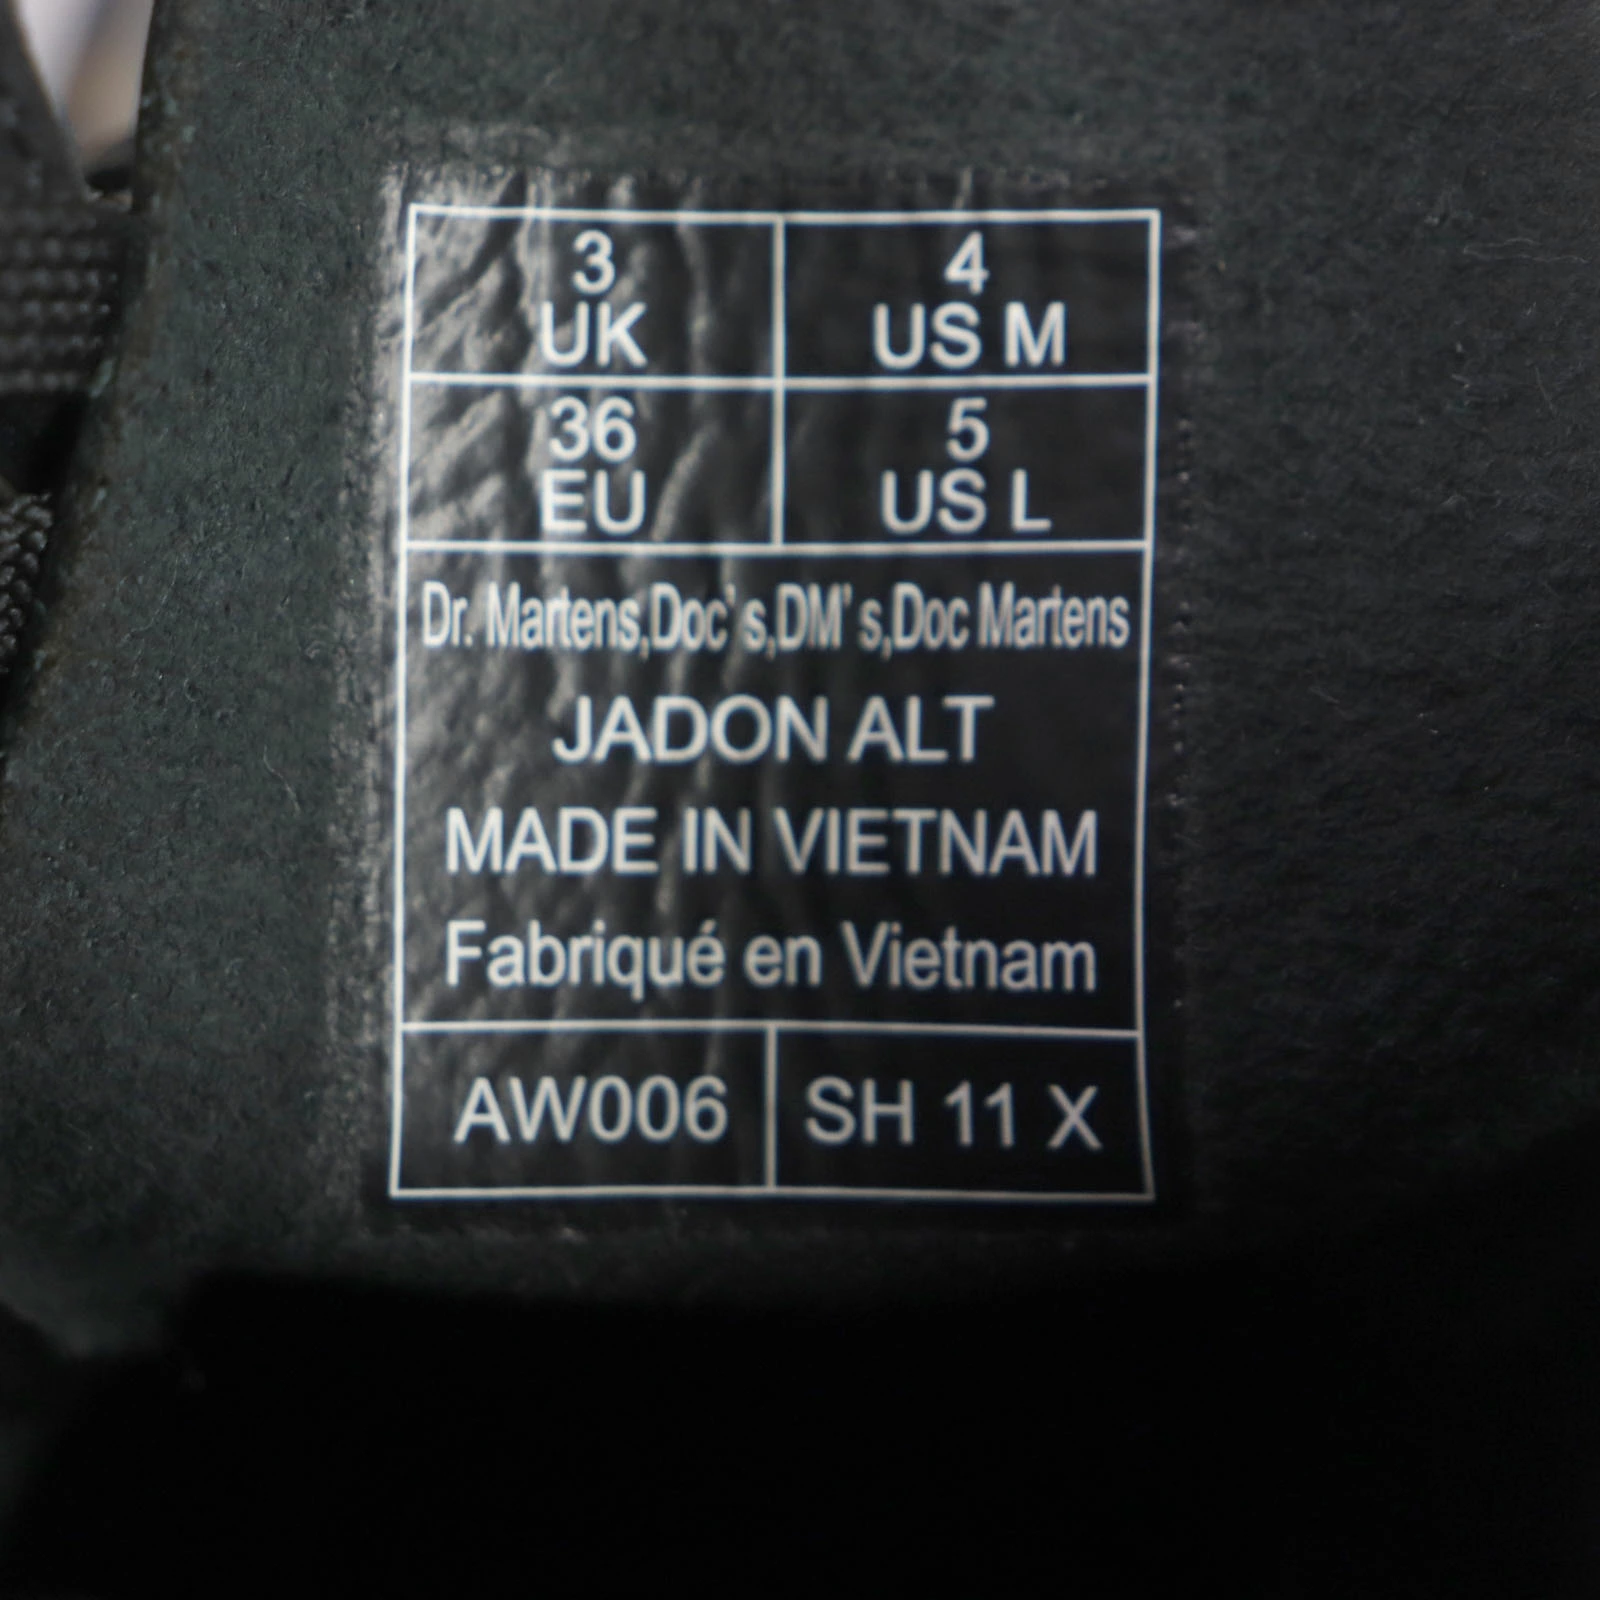 3
UK
4
US M
36
EU
5
US L
Dr. Martens,Doc's,DM's,Doc Martens
JADON ALT
MADE IN VIETNAM
Fabriqué en Vietnam
AW006
SH 11 X